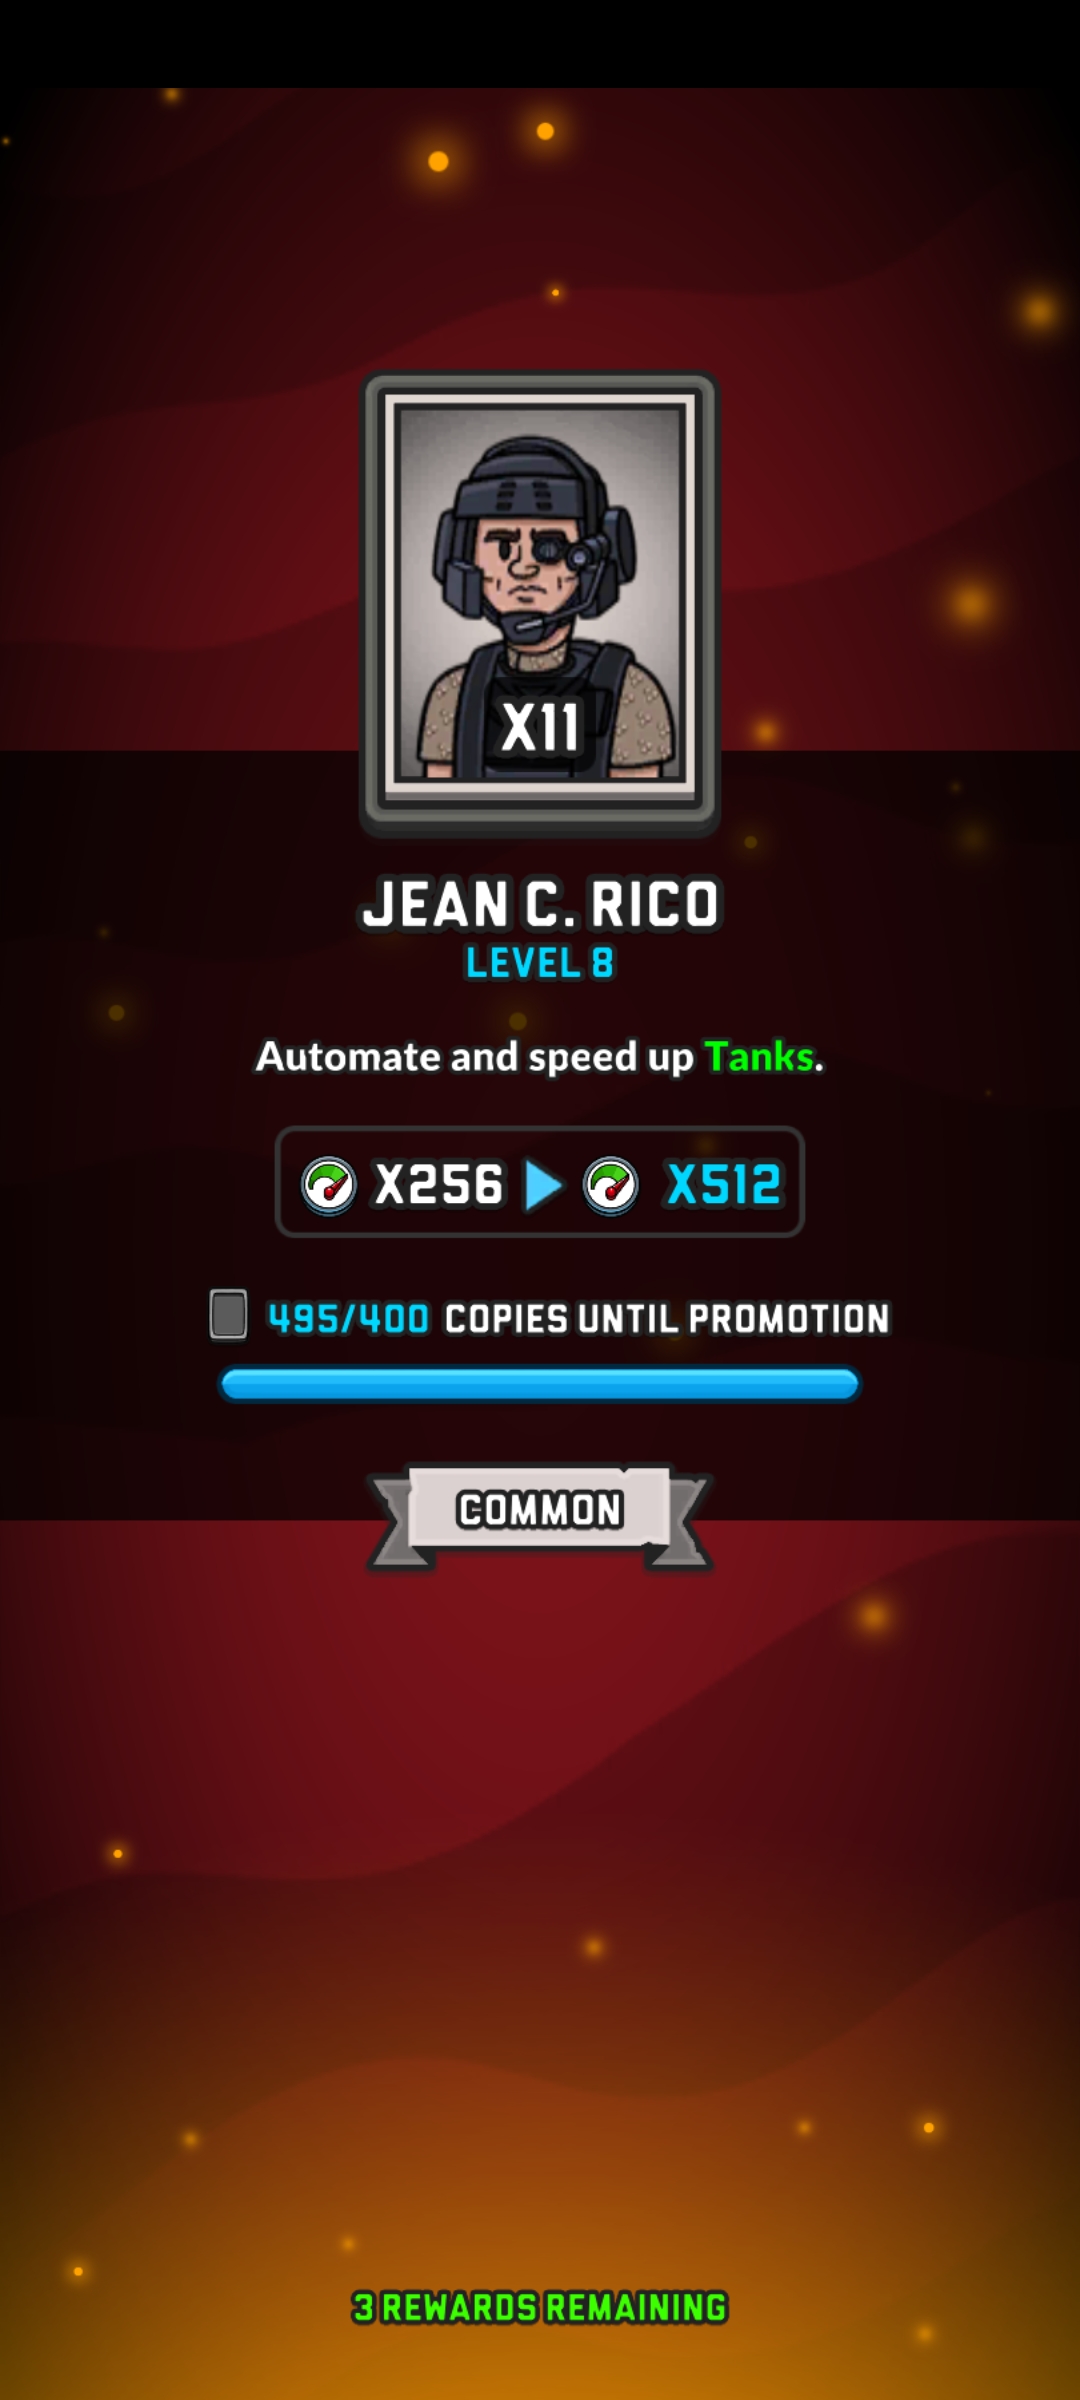 X11
JEAN C. RICO
LEVEL 8
Automate and speed up Tanks.
X256 X512
495/400 COPIES UNTIL PROMOTION
COMMON
3 REWARDS REMAINING